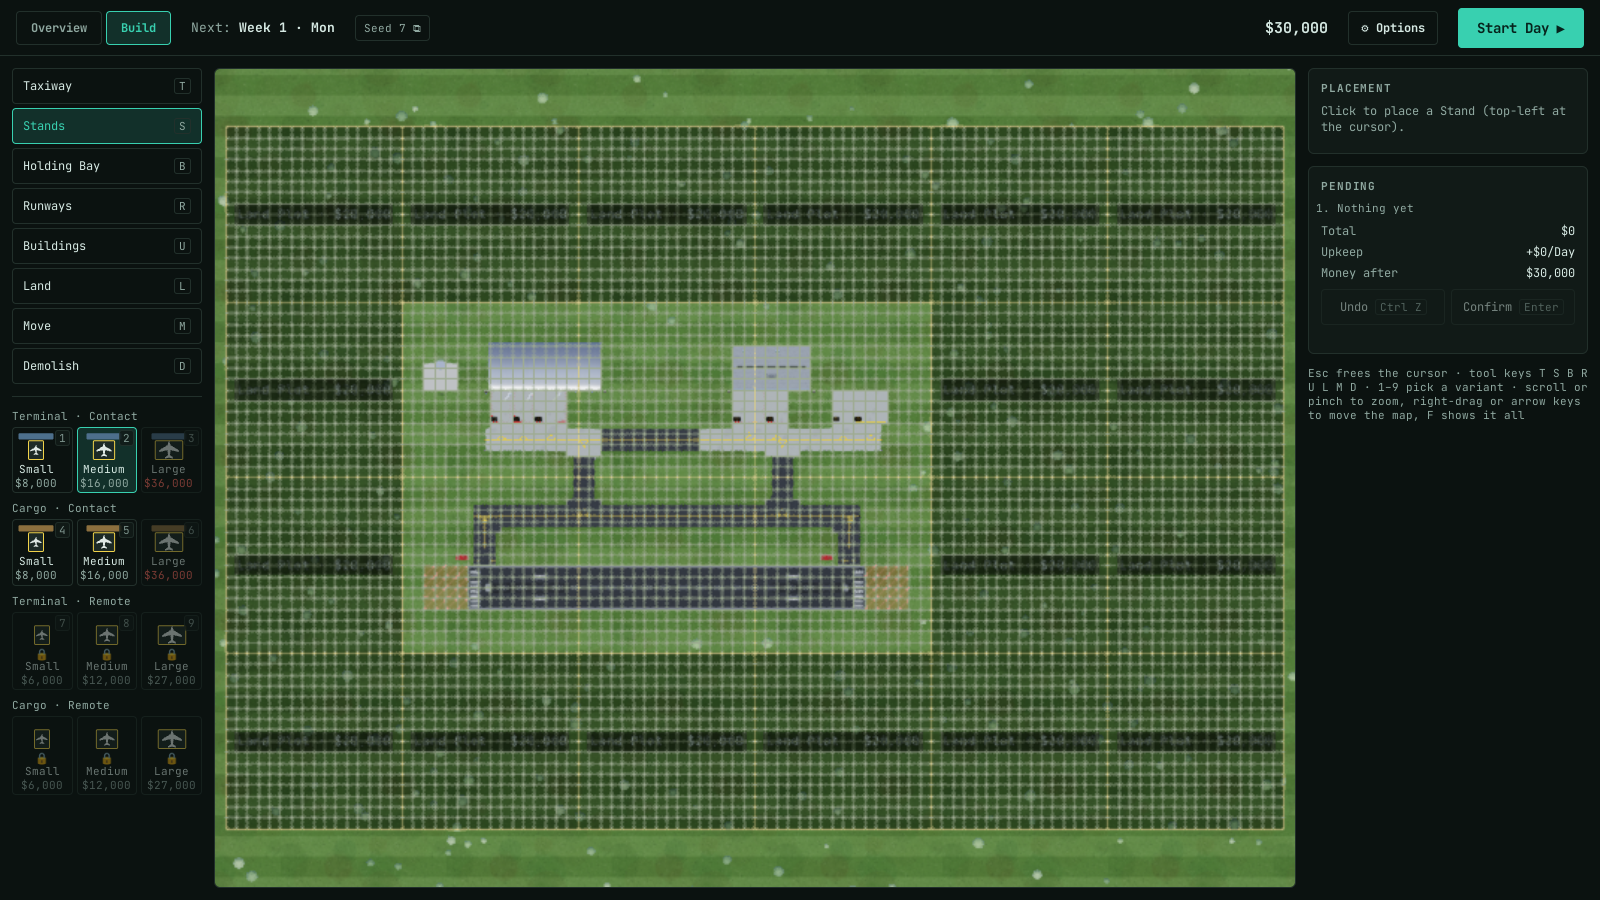 Overview
Build
Next: Week 1 · Mon
Seed 7
$30,000
Options
Start Day ▶
Taxiway T
Stands S
Holding Bay B
Runways R
Buildings U
Land L
Move M
Demolish D
Terminal · Contact
1 2 3
Small Medium Large
$8,000 $16,000 $36,000
Cargo · Contact
4 5 6
Small Medium Large
$8,000 $16,000 $36,000
Terminal · Remote
7 8 9
Small Medium Large
$6,000 $12,000 $27,000
Cargo · Remote
Small Medium Large
$6,000 $12,000 $27,000
PLACEMENT
Click to place a Stand (top-left at
the cursor).
PENDING
1. Nothing yet
Total $0
Upkeep +$0/Day
Money after $30,000
Undo Ctrl Z
Confirm Enter
Esc frees the cursor · tool keys T S B R
U L M D · 1–9 pick a variant · scroll or
pinch to zoom, right-drag or arrow keys
to move the map, F shows it all